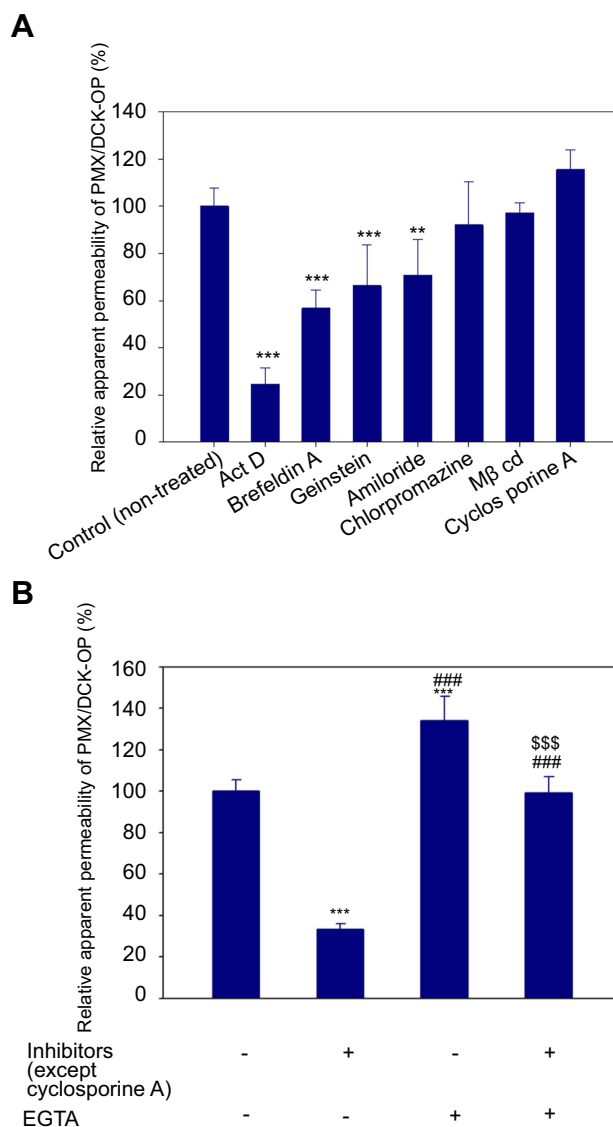 A
Relative apparent permeability of PMX/DCK-OP (%)
140
120
100
80
60
40
20
0
***
***
***
**
Control (non-treated)
Act D
Brefeldin A
Geinstein
Amiloride
Chlorpromazine
Mβ cd
Cyclos porine A
B
Relative apparent permeability of PMX/DCK-OP (%)
160
140
120
100
80
60
40
20
0
***
###
***
$$$
###
Inhibitors
(except
cyclosporine A)
- + - +
EGTA
- - + +